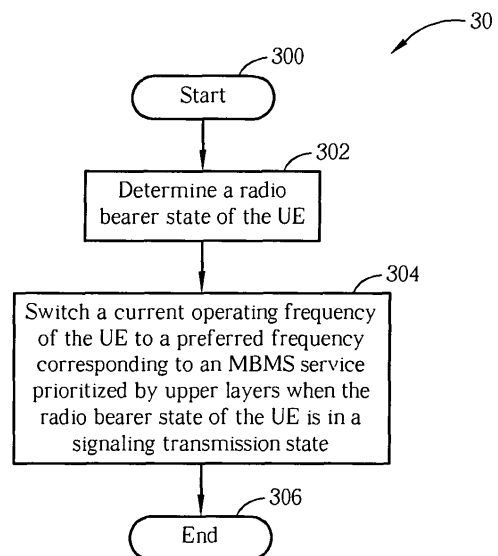 30
300
Start
302
Determine a radio
bearer state of the UE
304
Switch a current operating frequency
of the UE to a preferred frequency
corresponding to an MBMS service
prioritized by upper layers when the
radio bearer state of the UE is in a
signaling transmission state
306
End